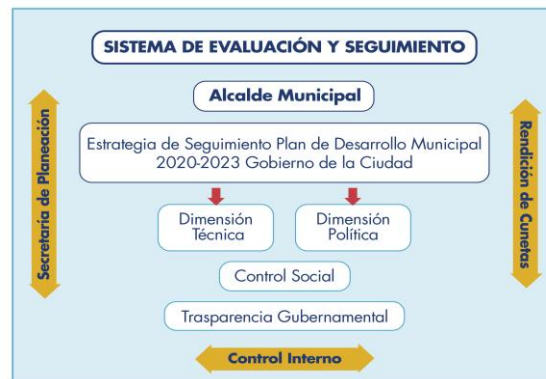 SISTEMA DE EVALUACIÓN Y SEGUIMIENTO
Alcalde Municipal
Estrategia de Seguimiento Plan de Desarrollo Municipal
2020-2023 Gobierno de la Ciudad
Dimensión
Técnica
Dimensión
Política
Control Social
Trasparencia Gubernamental
Control Interno
Secretaría de Planeación
Rendición de Cunetas